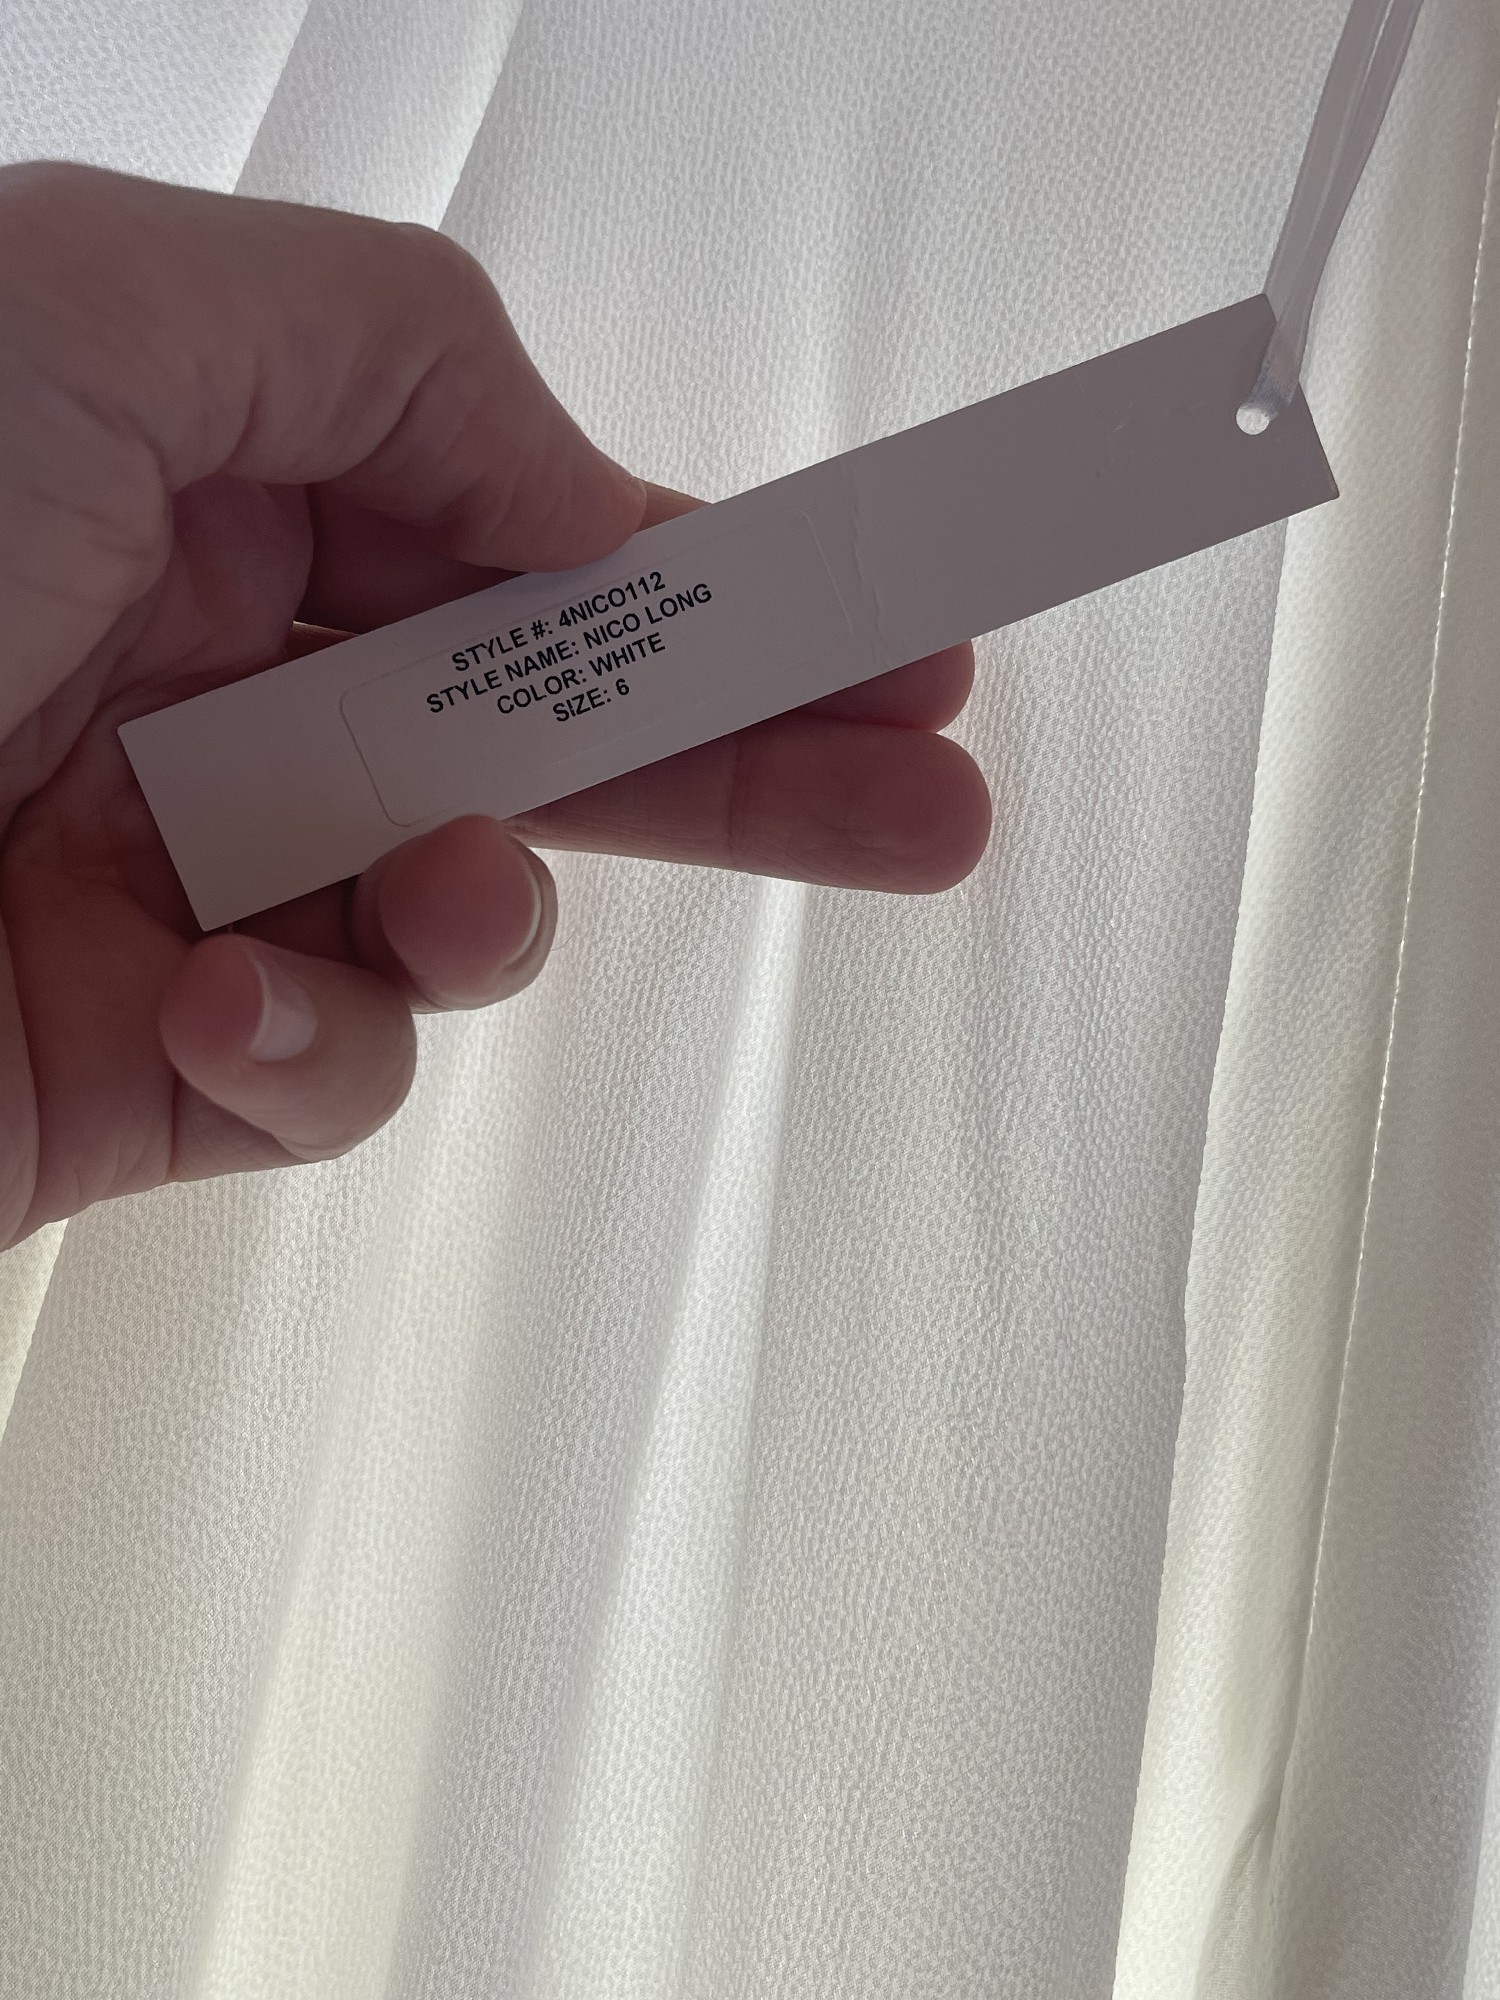 STYLE #: 4NICO112
STYLE NAME: NICO LONG
COLOR: WHITE
SIZE: 6